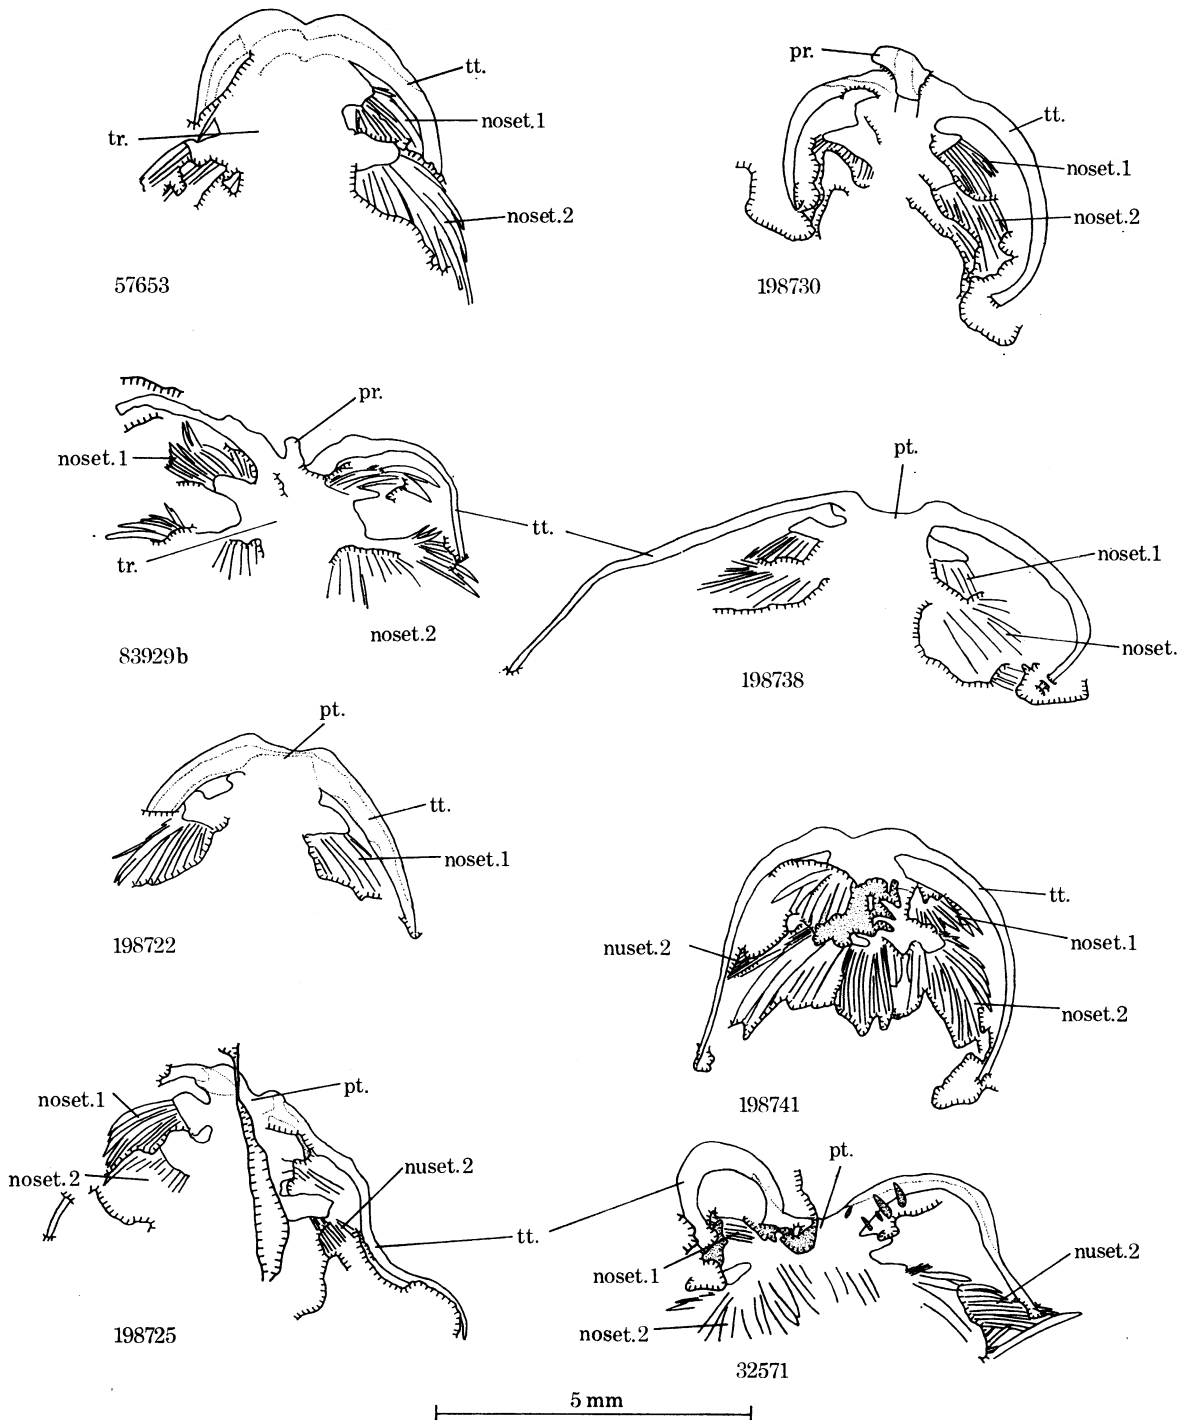 tt.
tr.
noset.1
noset.2
57653
pr.
tt.
noset.1
noset.2
198730
pr.
noset.1
tr.
noset.2
83929b
tt.
pt.
noset.1
noset.
198738
pt.
tt.
noset.1
198722
nuset.2
tt.
noset.1
noset.2
198741
noset.1
noset.2
pt.
nuset.2
198725
tt.
pt.
noset.1
noset.2
nuset.2
32571
5 mm